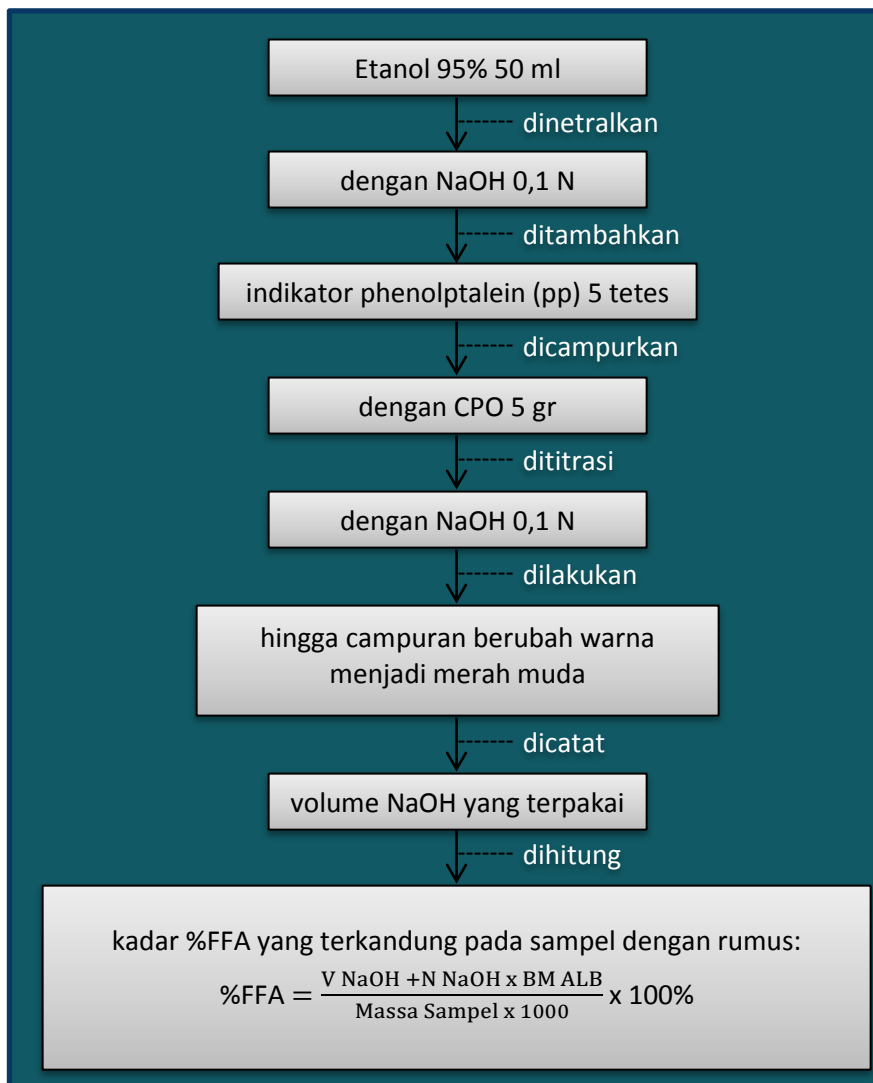 Etanol 95% 50 ml
dinetralkan
dengan NaOH 0,1 N
ditambahkan
indikator phenolptalein (pp) 5 tetes
dicampurkan
dengan CPO 5 gr
dititrasi
dengan NaOH 0,1 N
dilakukan
hingga campuran berubah warna
menjadi merah muda
dicatat
volume NaOH yang terpakai
dihitung
kadar %FFA yang terkandung pada sampel dengan rumus:
V NaOH +N NaOH x BM ALB
%FFA = x 100%
Massa Sampel x 1000